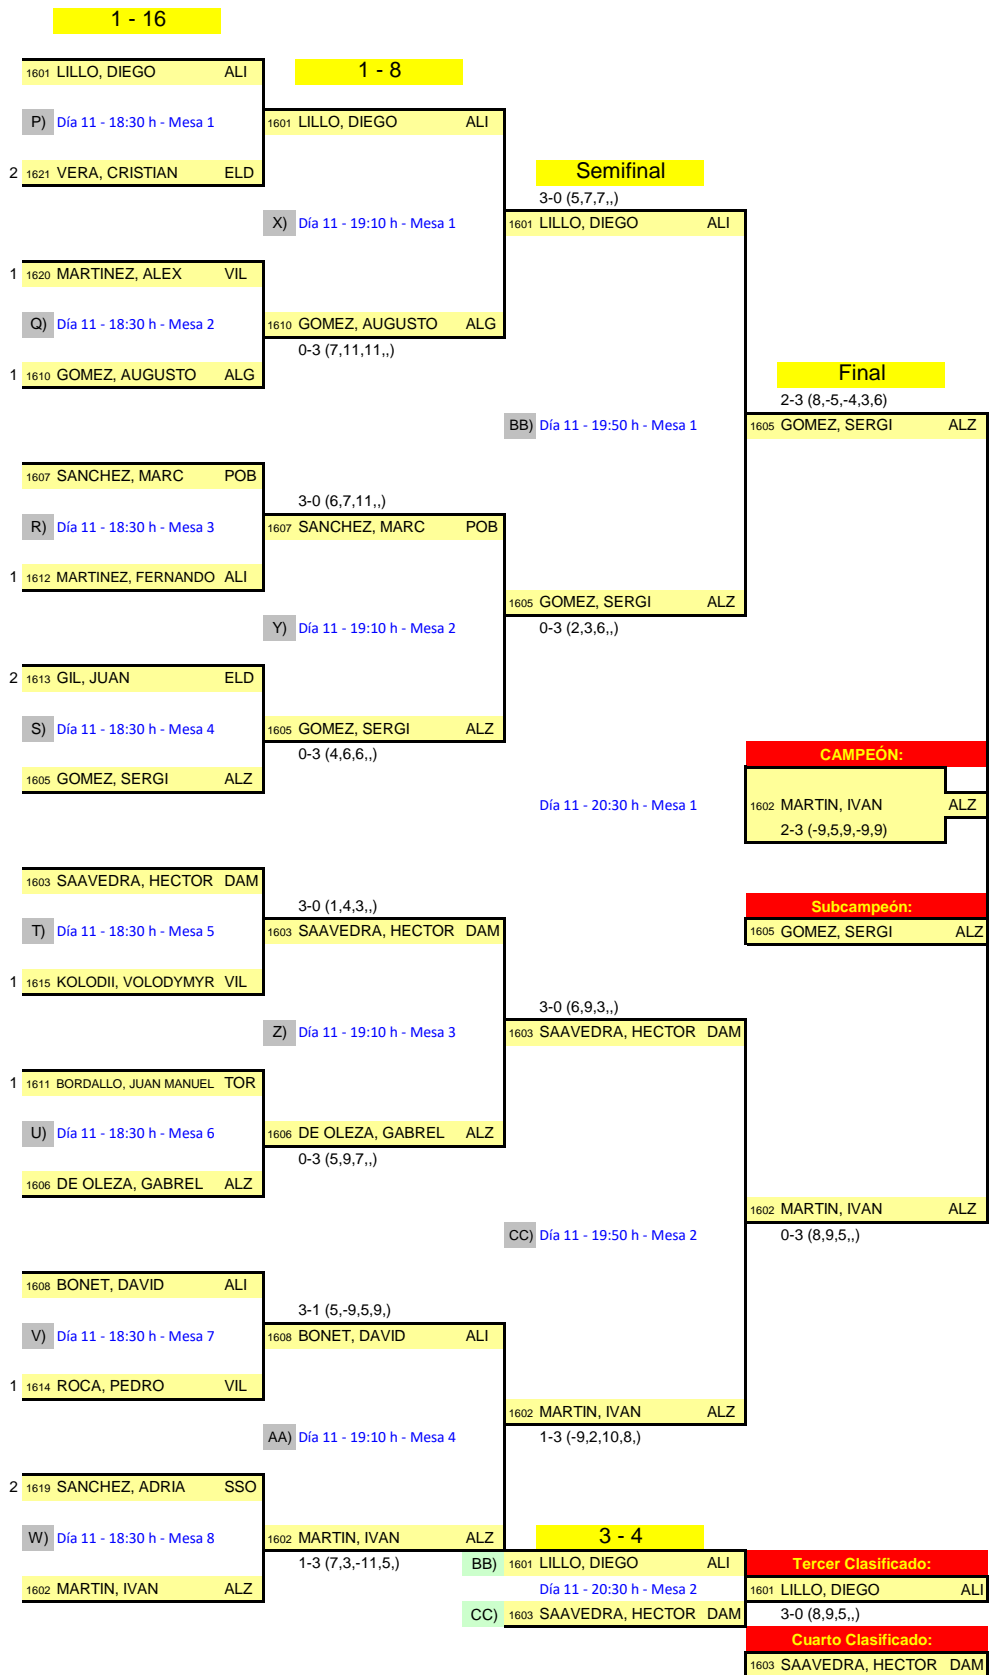 1 - 16
1601 LILLO, DIEGO ALI
1 - 8
P) Día 11 - 18:30 h - Mesa 1
1601 LILLO, DIEGO ALI
2 1621 VERA, CRISTIAN ELD
Semifinal
3-0 (5,7,7,,)
X) Día 11 - 19:10 h - Mesa 1
1601 LILLO, DIEGO ALI
1 1620 MARTINEZ, ALEX VIL
Q) Día 11 - 18:30 h - Mesa 2
1610 GOMEZ, AUGUSTO ALG
0-3 (7,11,11,,)
1 1610 GOMEZ, AUGUSTO ALG
Final
2-3 (8,-5,-4,3,6)
BB) Día 11 - 19:50 h - Mesa 1
1605 GOMEZ, SERGI ALZ
1607 SANCHEZ, MARC POB
3-0 (6,7,11,,)
R) Día 11 - 18:30 h - Mesa 3
1607 SANCHEZ, MARC POB
1 1612 MARTINEZ, FERNANDO ALI
1605 GOMEZ, SERGI ALZ
Y) Día 11 - 19:10 h - Mesa 2
0-3 (2,3,6,,)
2 1613 GIL, JUAN ELD
S) Día 11 - 18:30 h - Mesa 4
1605 GOMEZ, SERGI ALZ
0-3 (4,6,6,,)
CAMPEÓN:
1605 GOMEZ, SERGI ALZ
Día 11 - 20:30 h - Mesa 1
1602 MARTIN, IVAN ALZ
2-3 (-9,5,9,-9,9)
1603 SAAVEDRA, HECTOR DAM
3-0 (1,4,3,,)
Subcampeón:
T) Día 11 - 18:30 h - Mesa 5
1603 SAAVEDRA, HECTOR DAM
1605 GOMEZ, SERGI ALZ
1 1615 KOLODII, VOLODYMYR VIL
3-0 (6,9,3,,)
Z) Día 11 - 19:10 h - Mesa 3
1603 SAAVEDRA, HECTOR DAM
1 1611 BORDALLO, JUAN MANUEL TOR
U) Día 11 - 18:30 h - Mesa 6
1606 DE OLEZA, GABREL ALZ
0-3 (5,9,7,,)
1606 DE OLEZA, GABREL ALZ
1602 MARTIN, IVAN ALZ
CC) Día 11 - 19:50 h - Mesa 2
0-3 (8,9,5,,)
1608 BONET, DAVID ALI
3-1 (5,-9,5,9,)
V) Día 11 - 18:30 h - Mesa 7
1608 BONET, DAVID ALI
1 1614 ROCA, PEDRO VIL
1602 MARTIN, IVAN ALZ
AA) Día 11 - 19:10 h - Mesa 4
1-3 (-9,2,10,8,)
2 1619 SANCHEZ, ADRIA SSO
W) Día 11 - 18:30 h - Mesa 8
1602 MARTIN, IVAN ALZ
3 - 4
1-3 (7,3,-11,5,)
BB) 1601 LILLO, DIEGO ALI
Tercer Clasificado:
1602 MARTIN, IVAN ALZ
Día 11 - 20:30 h - Mesa 2
1601 LILLO, DIEGO ALI
CC) 1603 SAAVEDRA, HECTOR DAM
3-0 (8,9,5,,)
Cuarto Clasificado:
1603 SAAVEDRA, HECTOR DAM